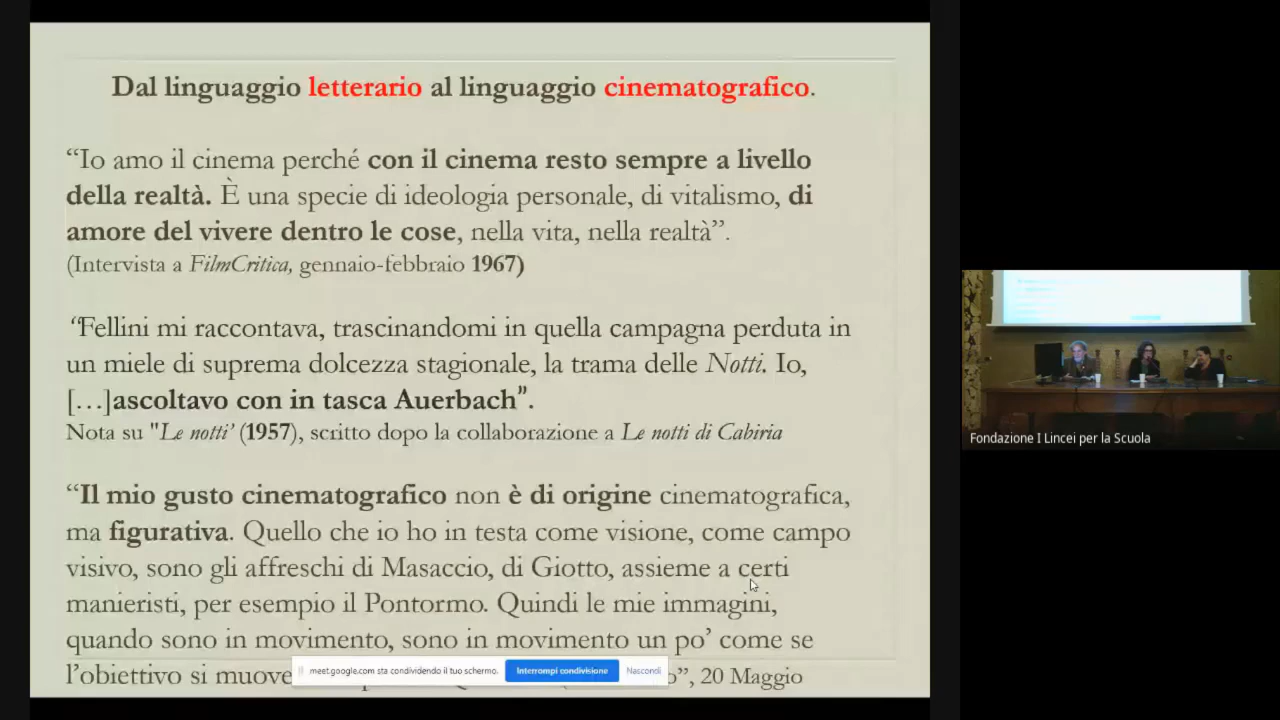 Dal linguaggio letterario al linguaggio cinematografico.
“Io amo il cinema perché con il cinema resto sempre a livello
della realtà. È una specie di ideologia personale, di vitalismo, di
amore del vivere dentro le cose, nella vita, nella realtà”.
(Intervista a FilmCritica, gennaio-febbraio 1967)
“Fellini mi raccontava, trascinandomi in quella campagna perduta in
un miele di suprema dolcezza stagionale, la trama delle Notti. Io,
[…]ascoltavo con in tasca Auerbach”.
Nota su "Le notti’ (1957), scritto dopo la collaborazione a Le notti di Cabiria
“Il mio gusto cinematografico non è di origine cinematografica,
ma figurativa. Quello che io ho in testa come visione, come campo
visivo, sono gli affreschi di Masaccio, di Giotto, assieme a certi
manieristi, per esempio il Pontormo. Quindi le mie immagini,
quando sono in movimento, sono in movimento un po’ come se
l’obiettivo si muove o”, 20 Maggio
meet.google.com sta condividendo il tuo schermo. Interrompi condivisione Nascondi
Fondazione I Lincei per la Scuola